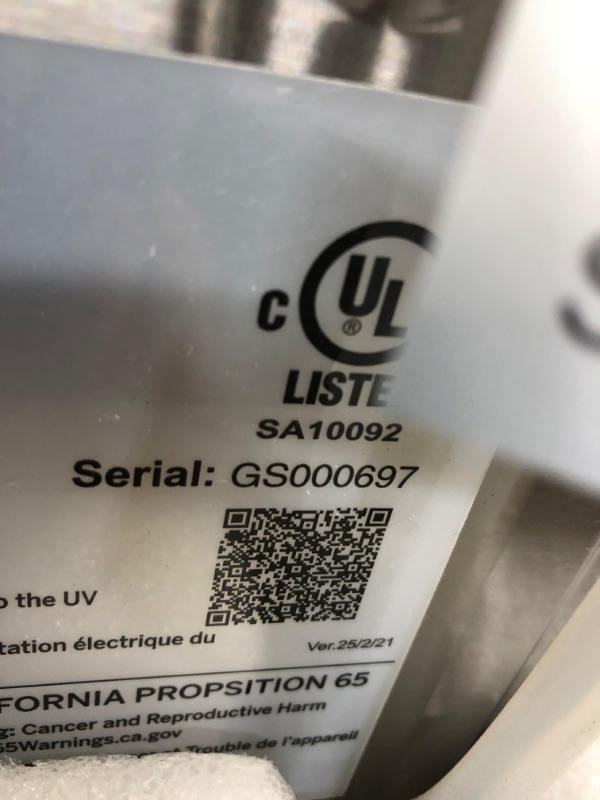 C UL ®
LISTE
SA10092
Serial: GS000697
o the UV
tation électrique du
Ver.25/2/21
FORNIA PROPSITION 65
g: Cancer and Reproductive Harm
65Warnings.ca.gov
Trouble de l'appareil